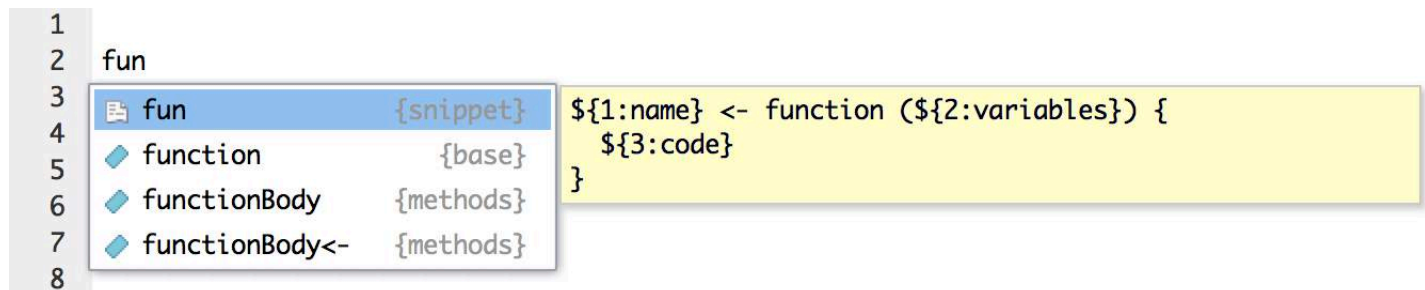 1
2 fun
3 fun {snippet} ${1:name} <- function (${2:variables}) {
4 ${3:code}
function {base}
5 }
6 functionBody {methods}
7 functionBody<- {methods}
8